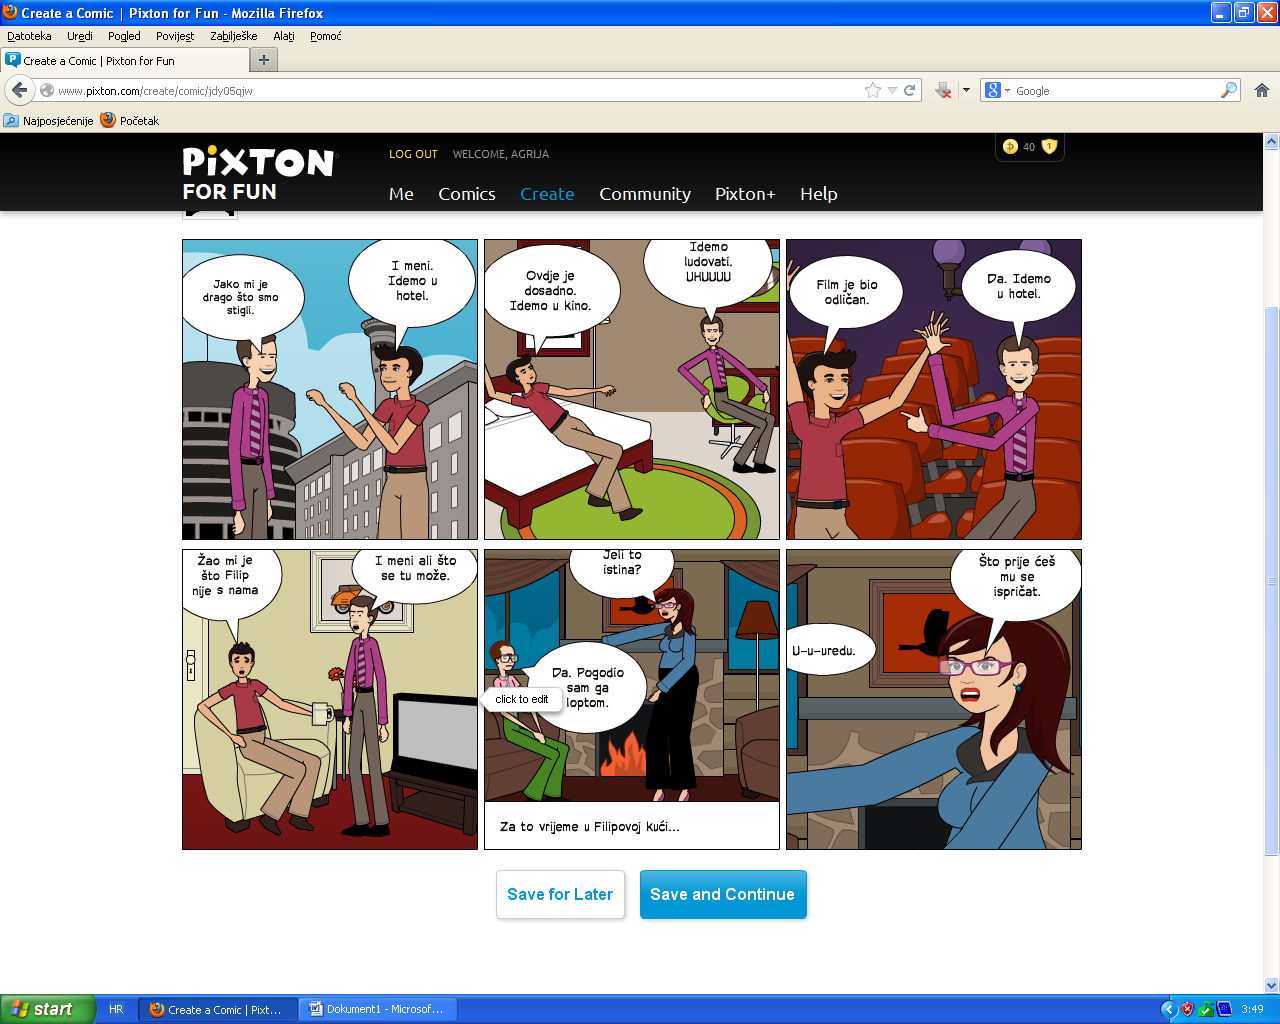 Create a Comic | Pixton for Fun - Mozilla Firefox
Datoteka Uredi Pogled Povijest Zabilješke Alati Pomoć
Create a Comic | Pixton for Fun
www.pixton.com/create/comic/jdy05qjw
Google
Najposjećenije Početak
PiXTON
FOR FUN
LOG OUT WELCOME, AGRIJA
40 1
Me Comics Create Community Pixton+ Help
Jako mi je
drago što smo
stigli.
I meni.
Idemo u
hotel.
Ovdje je
dosadno.
Idemo u kino.
Idemo
ludovati.
UHUUUU
Film je bio
odličan.
Da. Idemo
u hotel.
Žao mi je
što Filip
nije s nama
I meni ali što
se tu može.
Jeli to
istina?
Da. Pogodio
sam ga
loptom.
click to edit
Za to vrijeme u Filipovoj kući...
Što prije ćeš
mu se
ispričat.
U-u-uredu.
Save for Later
Save and Continue
start
HR
Create a Comic | Pixt...
Dokument1 - Microsof...
3:49